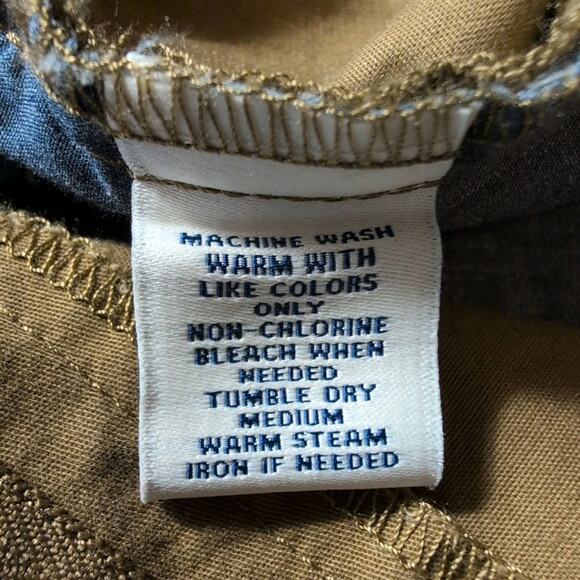 MACHINE WASH
WARM WITH
LIKE COLORS
ONLY
NON-CHLORINE
BLEACH WHEN
NEEDED
TUMBLE DRY
MEDIUM
WARM STEAM
IRON IF NEEDED